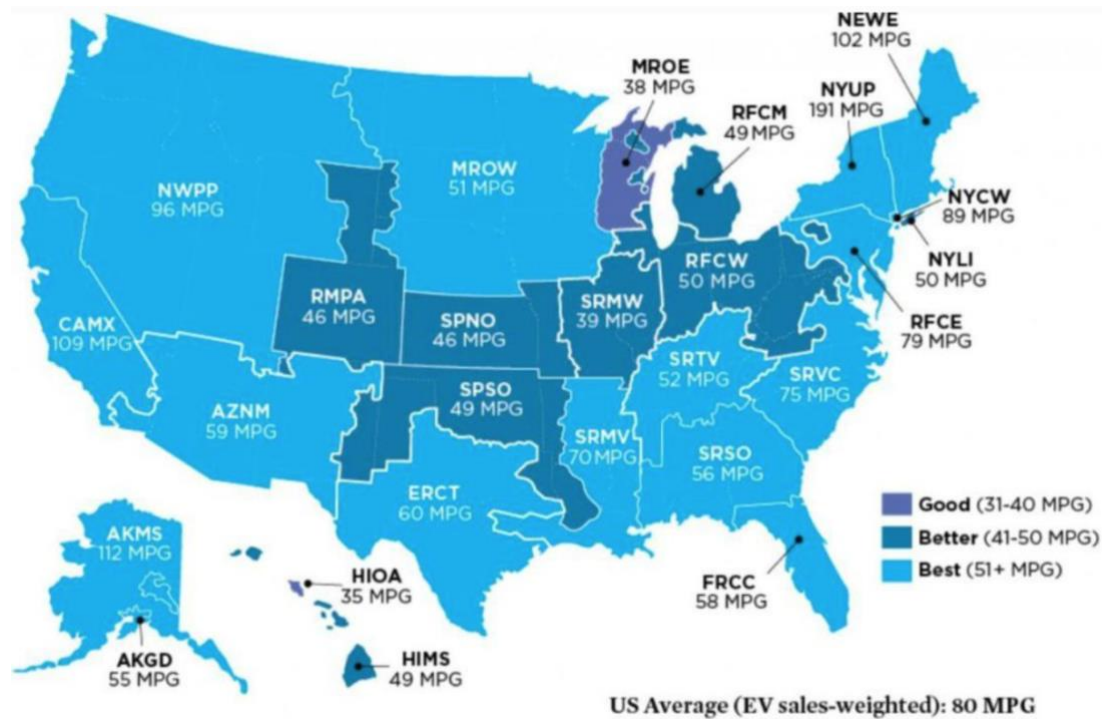 NEWE
102 MPG
MROE
38 MPG
NYUP
191 MPG
RFCM
49 MPG
MROW
51 MPG
NWPP
96 MPG
NYCW
89 MPG
RFCW
50 MPG
NYLI
50 MPG
RMPA
46 MPG
SRMW
39 MPG
SPNO
46 MPG
RFCE
79 MPG
CAMX
109 MPG
SRTV
52 MPG
SRVC
75 MPG
SPSO
49 MPG
AZNM
59 MPG
SRMV
70 MPG
SRSO
56 MPG
ERCT
60 MPG
Good (31-40 MPG)
Better (41-50 MPG)
Best (51+ MPG)
AKMS
112 MPG
HIOA
35 MPG
FRCC
58 MPG
AKGD
55 MPG
HIMS
49 MPG
US Average (EV sales-weighted): 80 MPG